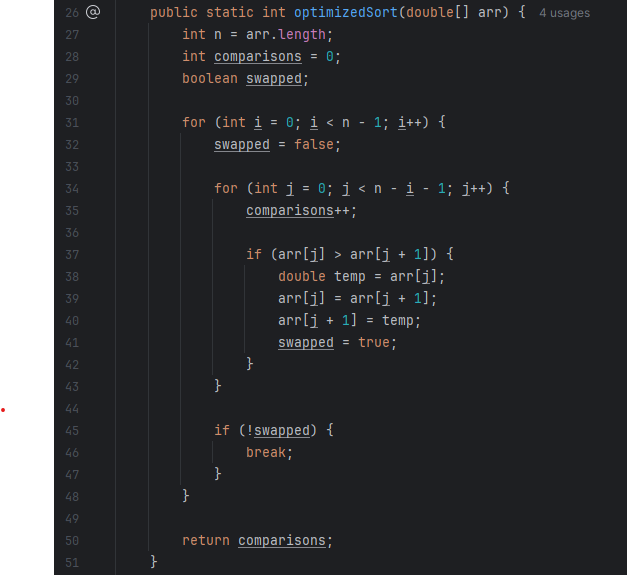 26 @ public static int optimizedSort(double[] arr) { 4 usages
27 int n = arr.length;
28 int comparisons = 0;
29 boolean swapped;
30
31 for (int i = 0; i < n - 1; i++) {
32 swapped = false;
33
34 for (int j = 0; j < n - i - 1; j++) {
35 comparisons++;
36
37 if (arr[j] > arr[j + 1]) {
38 double temp = arr[j];
39 arr[j] = arr[j + 1];
40 arr[j + 1] = temp;
41 swapped = true;
42 }
43 }
44
45 if (!swapped) {
46 break;
47 }
48 }
49
50 return comparisons;
51 }